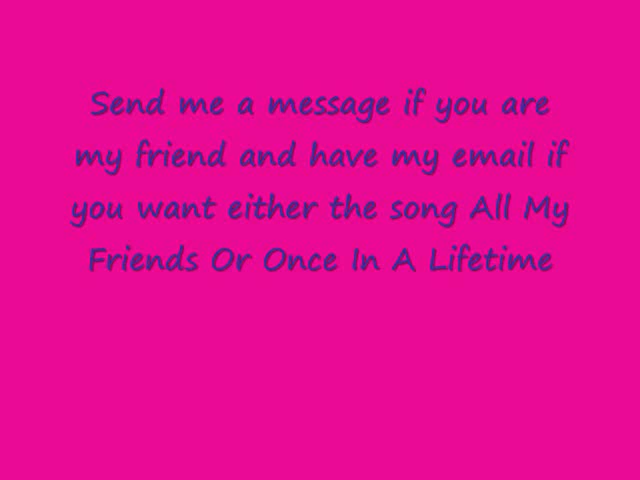 Send me a message if you are
my friend and have my email if
you want either the song All My
Friends Or Once In A Lifetime